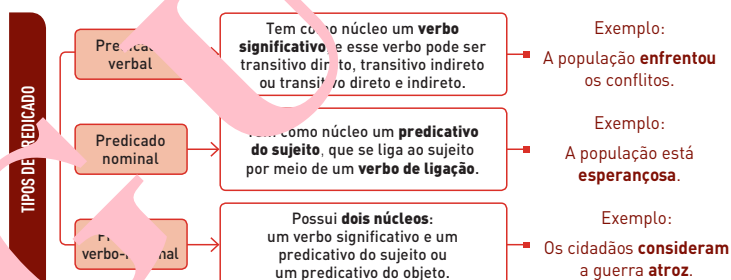 TIPOS DE PREDICADO
Predicado
verbal
Tem como núcleo um verbo
significativo, e esse verbo pode ser
transitivo direto, transitivo indireto
ou transitivo direto e indireto.
Exemplo:
A população enfrentou
os conflitos.
Predicado
nominal
Tem como núcleo um predicativo
do sujeito, que se liga ao sujeito
por meio de um verbo de ligação.
Exemplo:
A população está
esperançosa.
verbo-nominal
Possui dois núcleos:
um verbo significativo e um
predicativo do sujeito ou
um predicativo do objeto.
Exemplo:
Os cidadãos consideram
a guerra atroz.